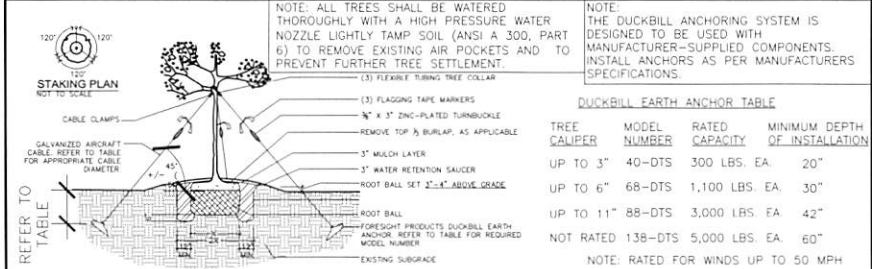 NOTE: ALL TREES SHALL BE WATERED
THOROUGHLY WITH A HIGH PRESSURE WATER
NOZZLE LIGHTLY TAMP SOIL (ANSI A 300, PART
6) TO REMOVE EXISTING AIR POCKETS AND TO
PREVENT FURTHER TREE SETTLEMENT.
NOTE:
THE DUCKBILL ANCHORING SYSTEM IS
DESIGNED TO BE USED WITH
MANUFACTURER-SUPPLIED COMPONENTS.
INSTALL ANCHORS AS PER MANUFACTURERS
SPECIFICATIONS.
120°
120°
120°
STAKING PLAN
NOT TO SCALE
CABLE CLAMPS
GALVANIZED AIRCRAFT
CABLE. REFER TO TABLE
FOR APPROPRIATE CABLE
DIAMETER
45°
+/-
REFER TO
TABLE
(3) FLEXIBLE TUBING TREE COLLAR
(3) FLAGGING TAPE MARKERS
⅜" X 3" ZINC-PLATED TURNBUCKLE
REMOVE TOP ⅓ BURLAP, AS APPLICABLE
3" MULCH LAYER
3" WATER RETENTION SAUCER
ROOT BALL SET 3"-4" ABOVE GRADE
ROOT BALL
FORESIGHT PRODUCTS DUCKBILL EARTH
ANCHOR. REFER TO TABLE FOR REQUIRED
MODEL NUMBER
EXISTING SUBGRADE
X
2X
MIN.
MIN.
DUCKBILL EARTH ANCHOR TABLE
TREE CALIPER MODEL NUMBER RATED CAPACITY MINIMUM DEPTH OF INSTALLATION
UP TO 3" 40-DTS 300 LBS. EA. 20"
UP TO 6" 68-DTS 1,100 LBS. EA. 30"
UP TO 11" 88-DTS 3,000 LBS. EA. 42"
NOT RATED 138-DTS 5,000 LBS. EA. 60"
NOTE: RATED FOR WINDS UP TO 50 MPH